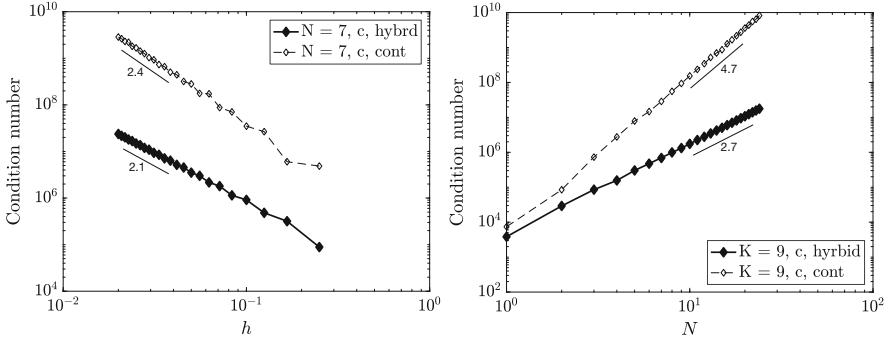 10^10
10^8
10^6
10^4
Condition number
N = 7, c, hybrd
N = 7, c, cont
2.4
2.1
10^−2
10^−1
10^0
h
10^10
10^8
10^6
10^4
10^2
Condition number
4.7
2.7
K = 9, c, hyrbid
K = 9, c, cont
10^0
10^1
10^2
N